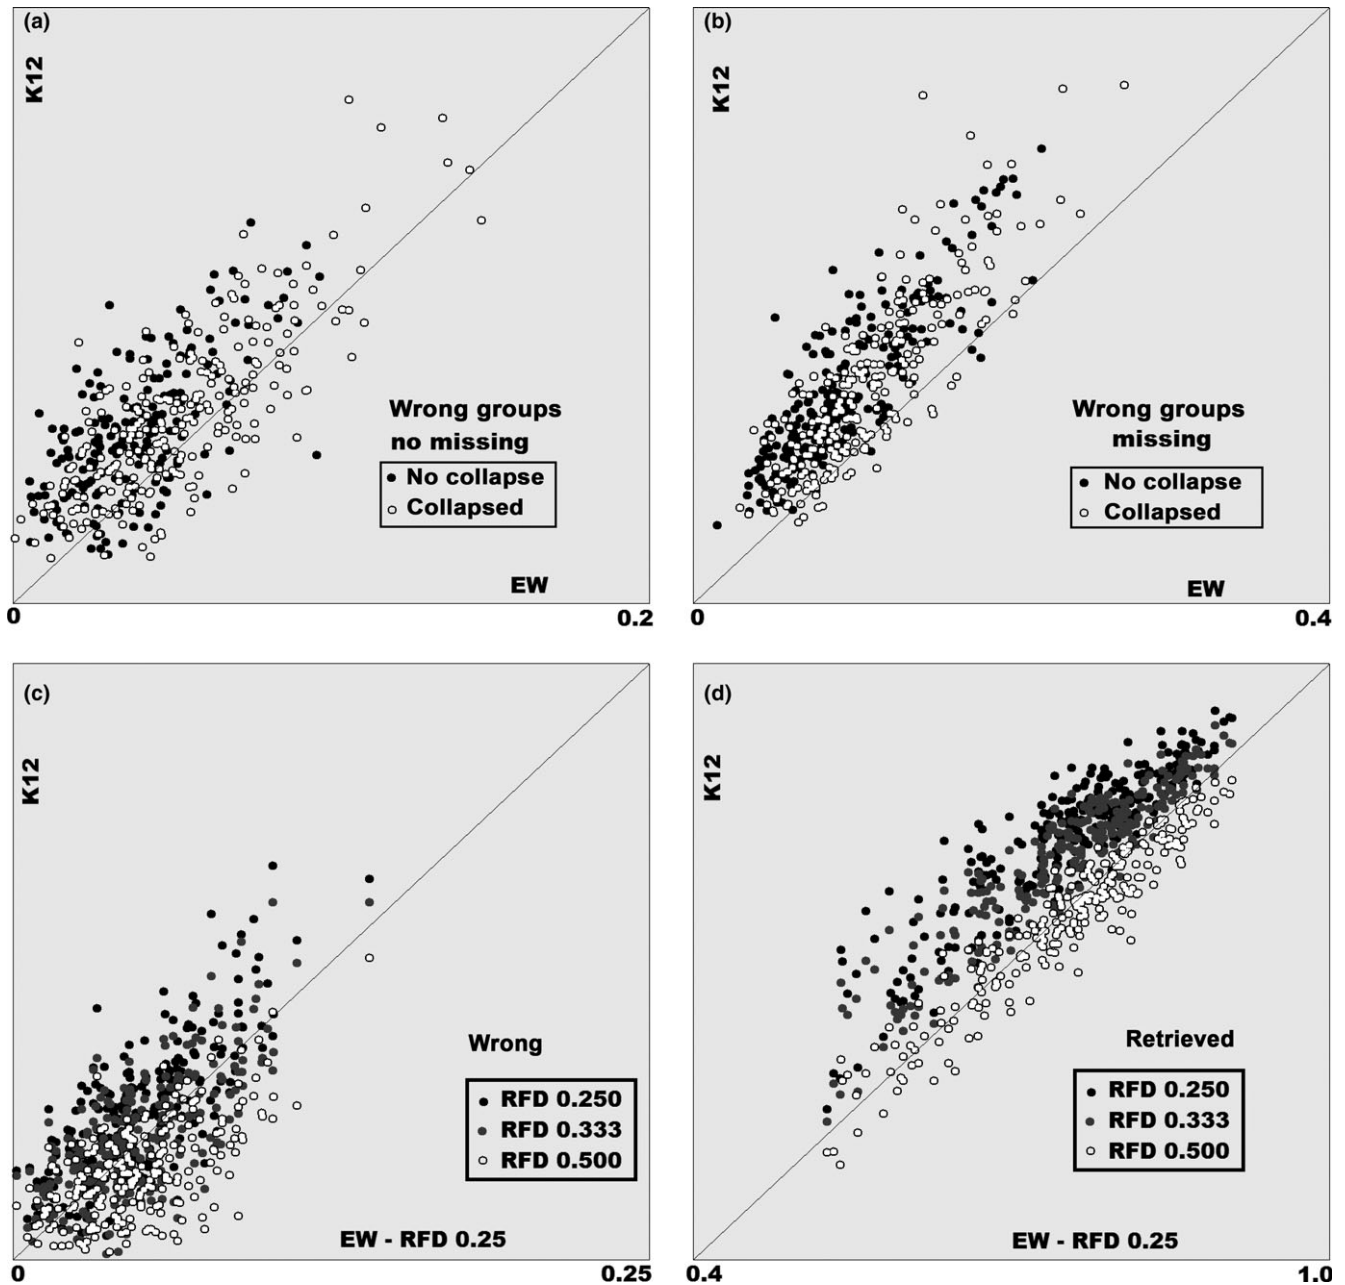 (a)
K12
Wrong groups
no missing
No collapse
Collapsed
EW
0
0.2
(b)
K12
Wrong groups
missing
No collapse
Collapsed
EW
0
0.4
(c)
K12
Wrong
RFD 0.250
RFD 0.333
RFD 0.500
EW - RFD 0.25
0
0.25
(d)
K12
Retrieved
RFD 0.250
RFD 0.333
RFD 0.500
EW - RFD 0.25
0.4
1.0